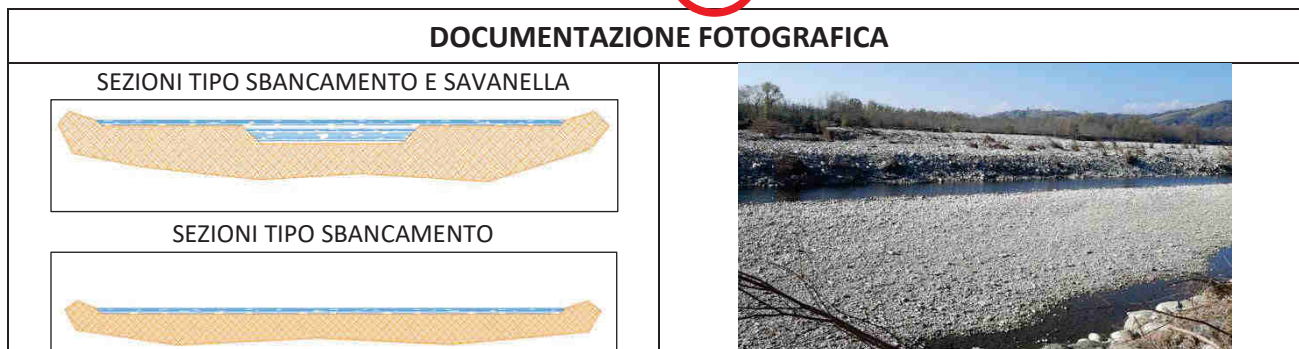 DOCUMENTAZIONE FOTOGRAFICA
SEZIONI TIPO SBANCAMENTO E SAVANELLA
SEZIONI TIPO SBANCAMENTO